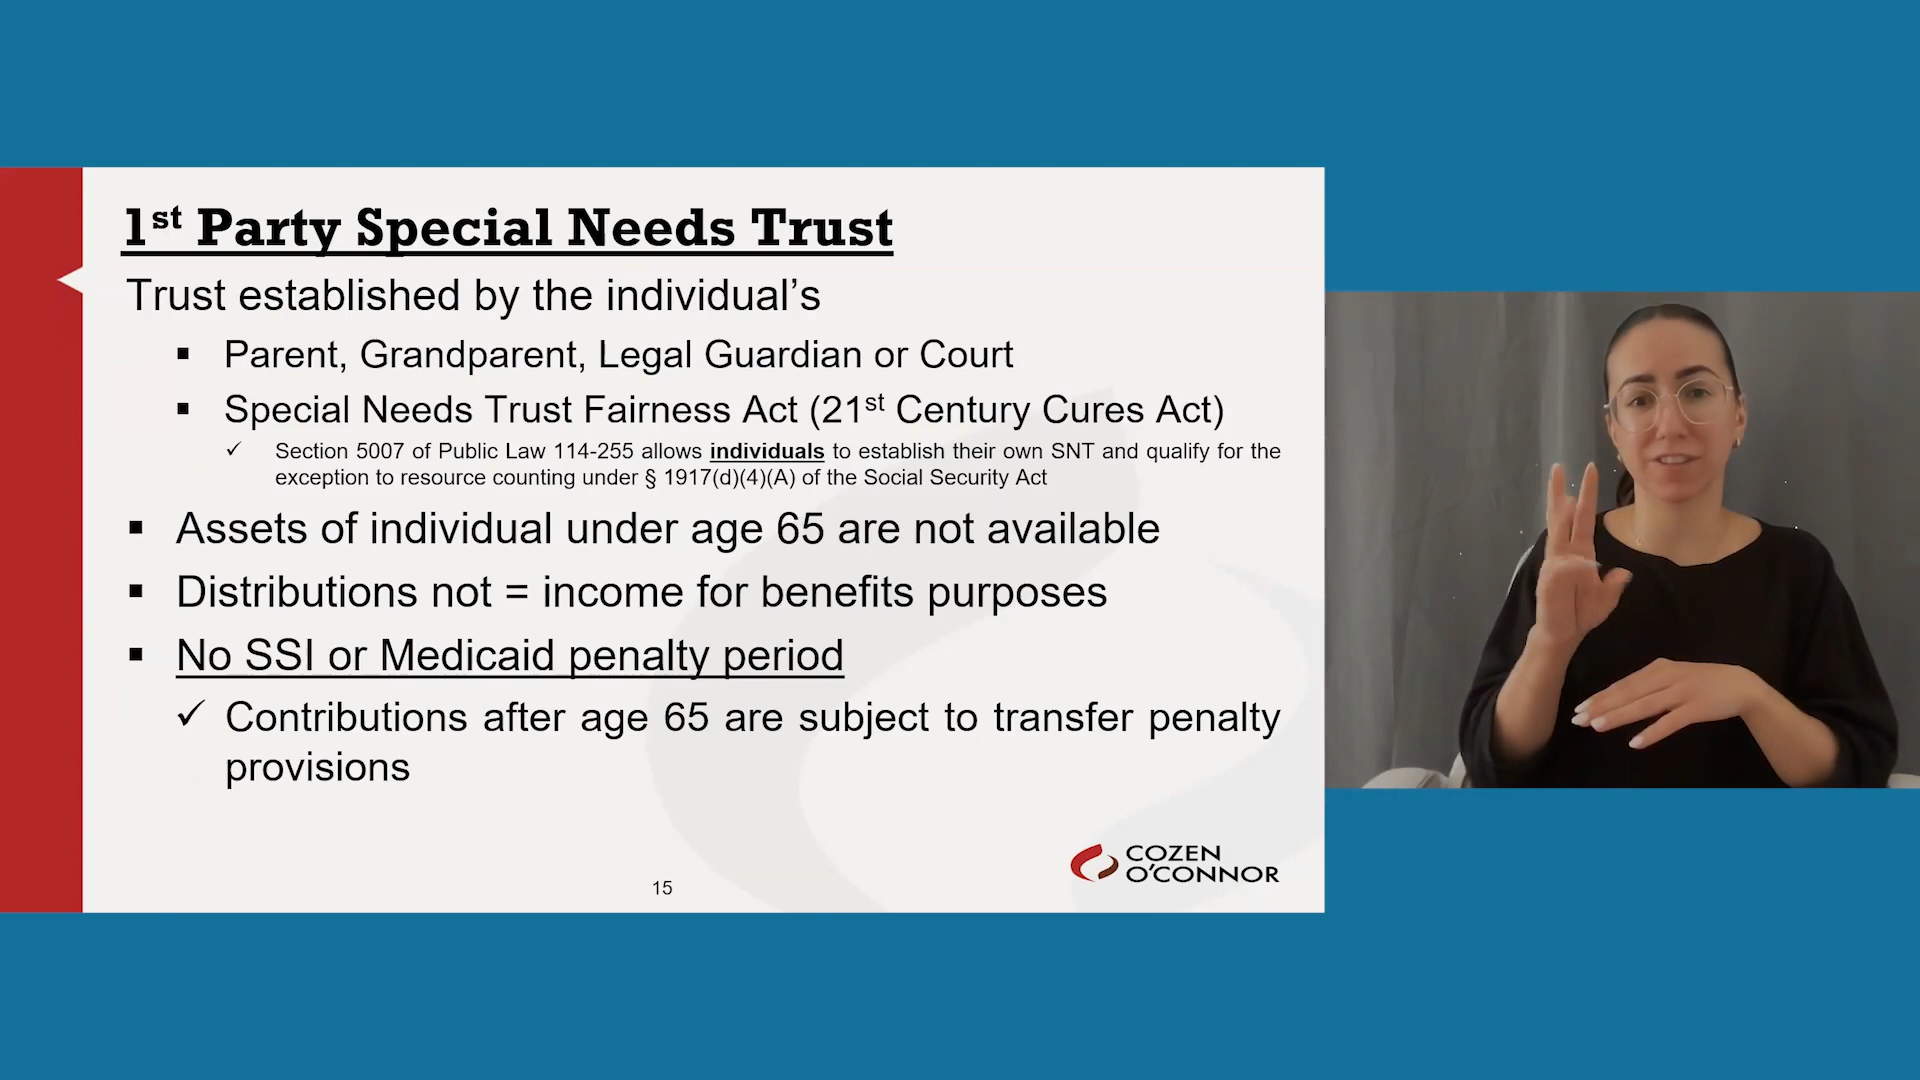 1st Party Special Needs Trust
Trust established by the individual’s
▪ Parent, Grandparent, Legal Guardian or Court
▪ Special Needs Trust Fairness Act (21st Century Cures Act)
✓ Section 5007 of Public Law 114-255 allows individuals to establish their own SNT and qualify for the
exception to resource counting under § 1917(d)(4)(A) of the Social Security Act
▪ Assets of individual under age 65 are not available
▪ Distributions not = income for benefits purposes
▪ No SSI or Medicaid penalty period
✓ Contributions after age 65 are subject to transfer penalty
provisions
15
COZEN
O’CONNOR